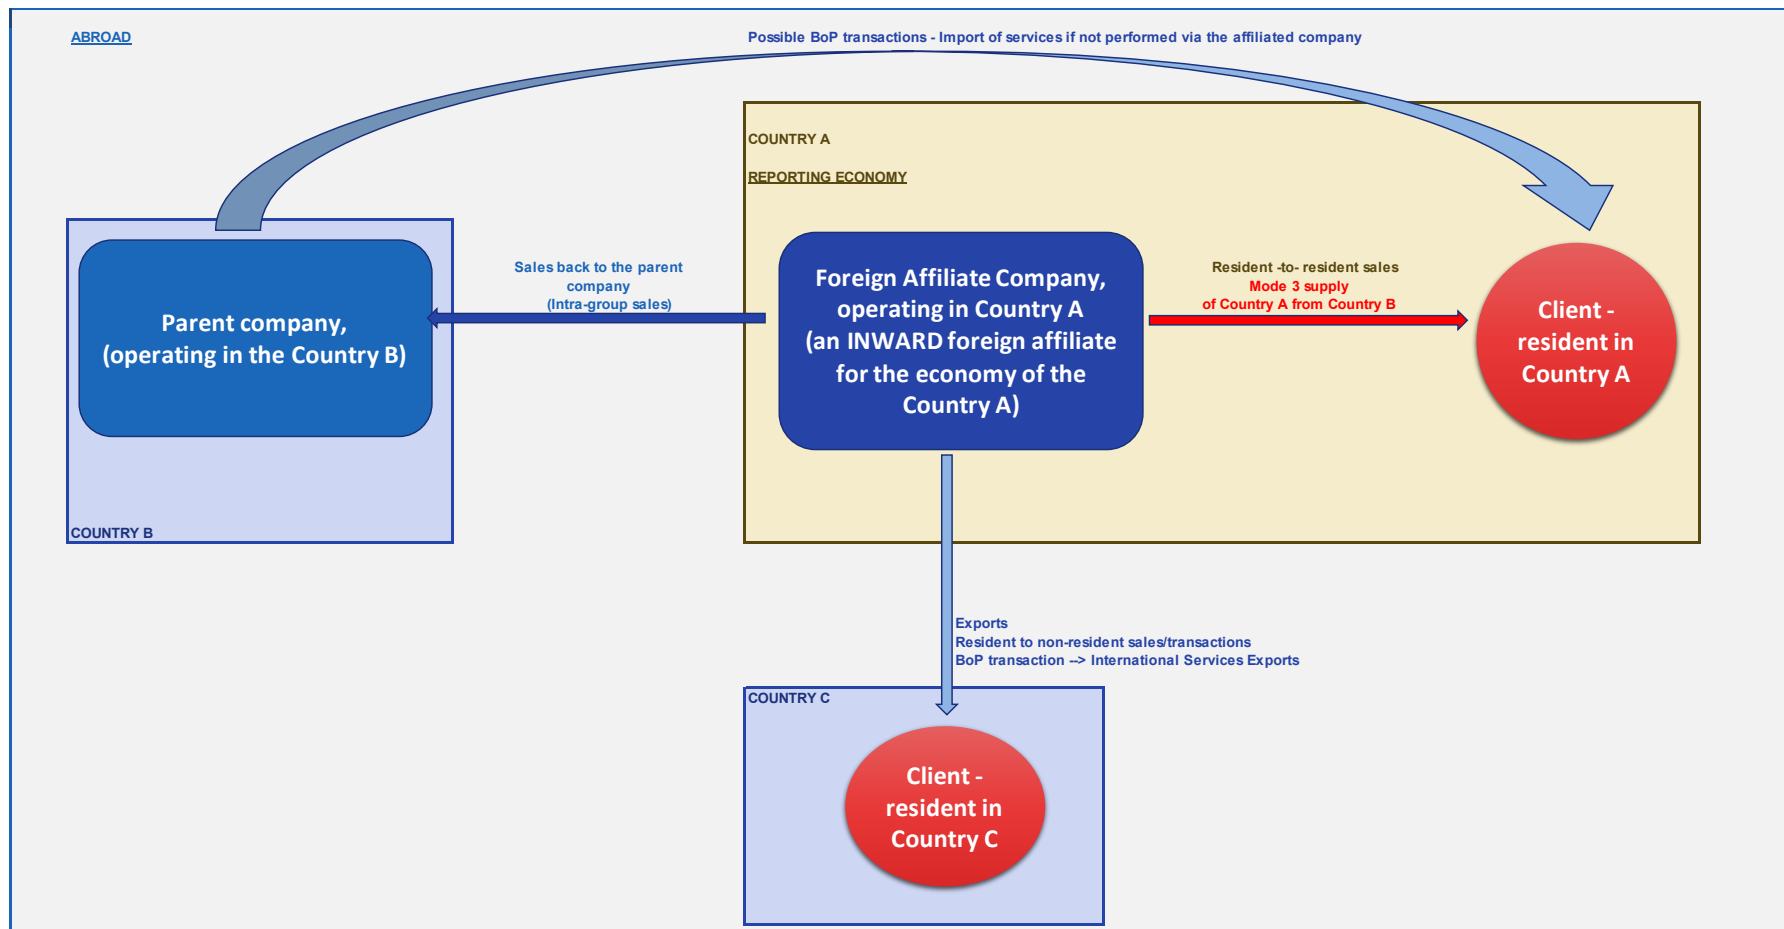 ABROAD
Possible BoP transactions - Import of services if not performed via the affiliated company
COUNTRY A
REPORTING ECONOMY
Parent company,
(operating in the Country B)
COUNTRY B
Sales back to the parent
company
(Intra-group sales)
Foreign Affiliate Company,
operating in Country A
(an INWARD foreign affiliate
for the economy of the
Country A)
Resident -to- resident sales
Mode 3 supply
of Country A from Country B
Client -
resident in
Country A
Exports
Resident to non-resident sales/transactions
BoP transaction --> International Services Exports
COUNTRY C
Client -
resident in
Country C